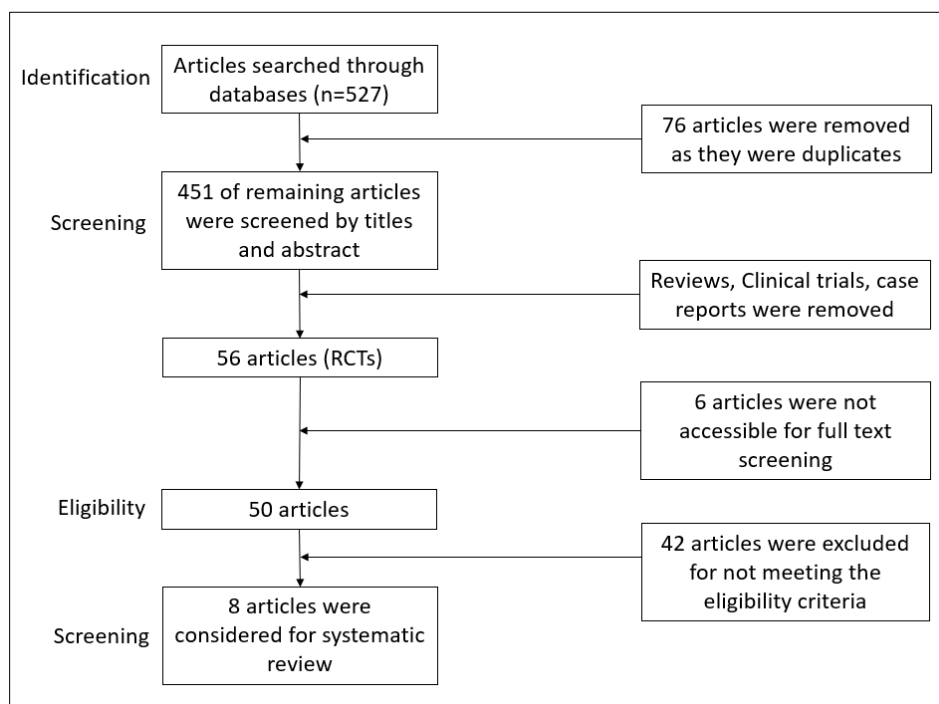 Identification
Articles searched through
databases (n=527)
76 articles were removed
as they were duplicates
451 of remaining articles
were screened by titles
and abstract
Screening
Reviews, Clinical trials, case
reports were removed
56 articles (RCTs)
6 articles were not
accessible for full text
screening
Eligibility
50 articles
42 articles were excluded
for not meeting the
eligibility criteria
8 articles were
considered for systematic
review
Screening